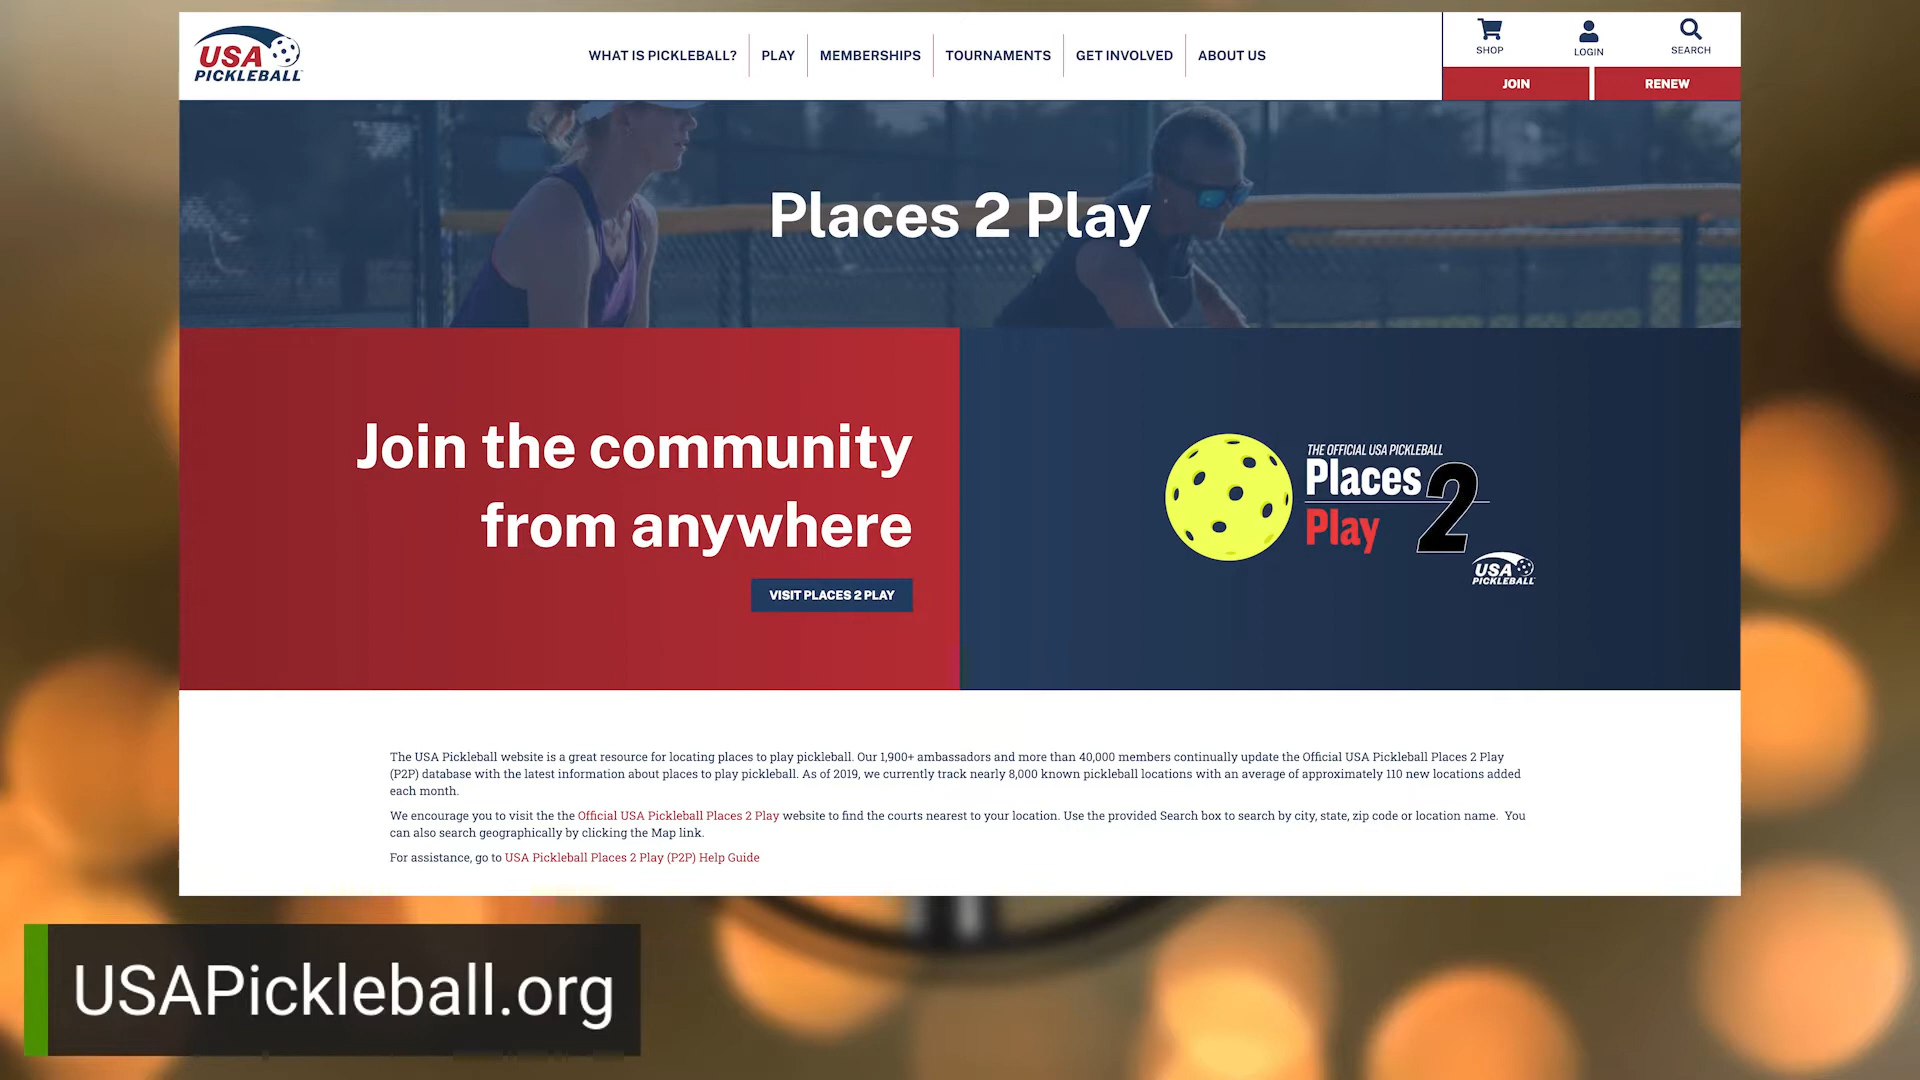 USA
PICKLEBALL
WHAT IS PICKLEBALL?
PLAY
MEMBERSHIPS
TOURNAMENTS
GET INVOLVED
ABOUT US
SHOP
LOGIN
SEARCH
JOIN
RENEW
Places 2 Play
Join the community
from anywhere
VISIT PLACES 2 PLAY
THE OFFICIAL USA PICKLEBALL
Places 2
Play
USA
PICKLEBALL
The USA Pickleball website is a great resource for locating places to play pickleball. Our 1,900+ ambassadors and more than 40,000 members continually update the Official USA Pickleball Places 2 Play
(P2P) database with the latest information about places to play pickleball. As of 2019, we currently track nearly 8,000 known pickleball locations with an average of approximately 110 new locations added
each month.
We encourage you to visit the the Official USA Pickleball Places 2 Play website to find the courts nearest to your location. Use the provided Search box to search by city, state, zip code or location name. You
can also search geographically by clicking the Map link.
For assistance, go to USA Pickleball Places 2 Play (P2P) Help Guide
USAPickleball.org